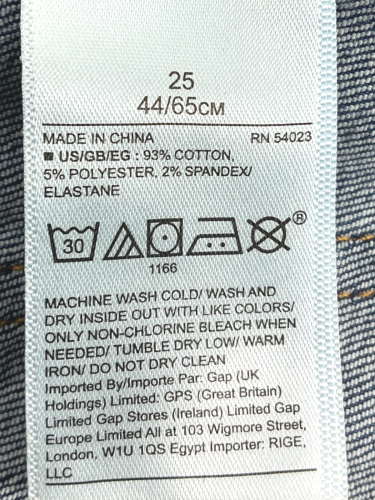 25
44/65CM
MADE IN CHINA RN 54023
US/GB/EG : 93% COTTON,
5% POLYESTER, 2% SPANDEX/
ELASTANE
30
®
1166
MACHINE WASH COLD/ WASH AND
DRY INSIDE OUT WITH LIKE COLORS/
ONLY NON-CHLORINE BLEACH WHEN
NEEDED/ TUMBLE DRY LOW/ WARM
IRON/ DO NOT DRY CLEAN
Imported By/Importe Par: Gap (UK
Holdings) Limited: GPS (Great Britain)
Limited Gap Stores (Ireland) Limited Gap
Europe Limited All at 103 Wigmore Street,
London, W1U 1QS Egypt Importer: RIGE,
LLC